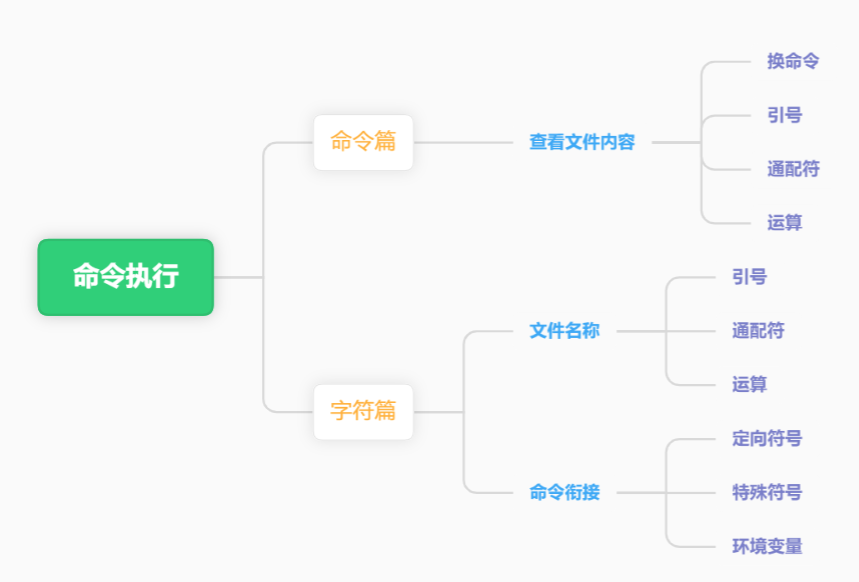 命令执行
命令篇
查看文件内容
换命令
引号
通配符
运算
字符篇
文件名称
引号
通配符
运算
命令衔接
定向符号
特殊符号
环境变量